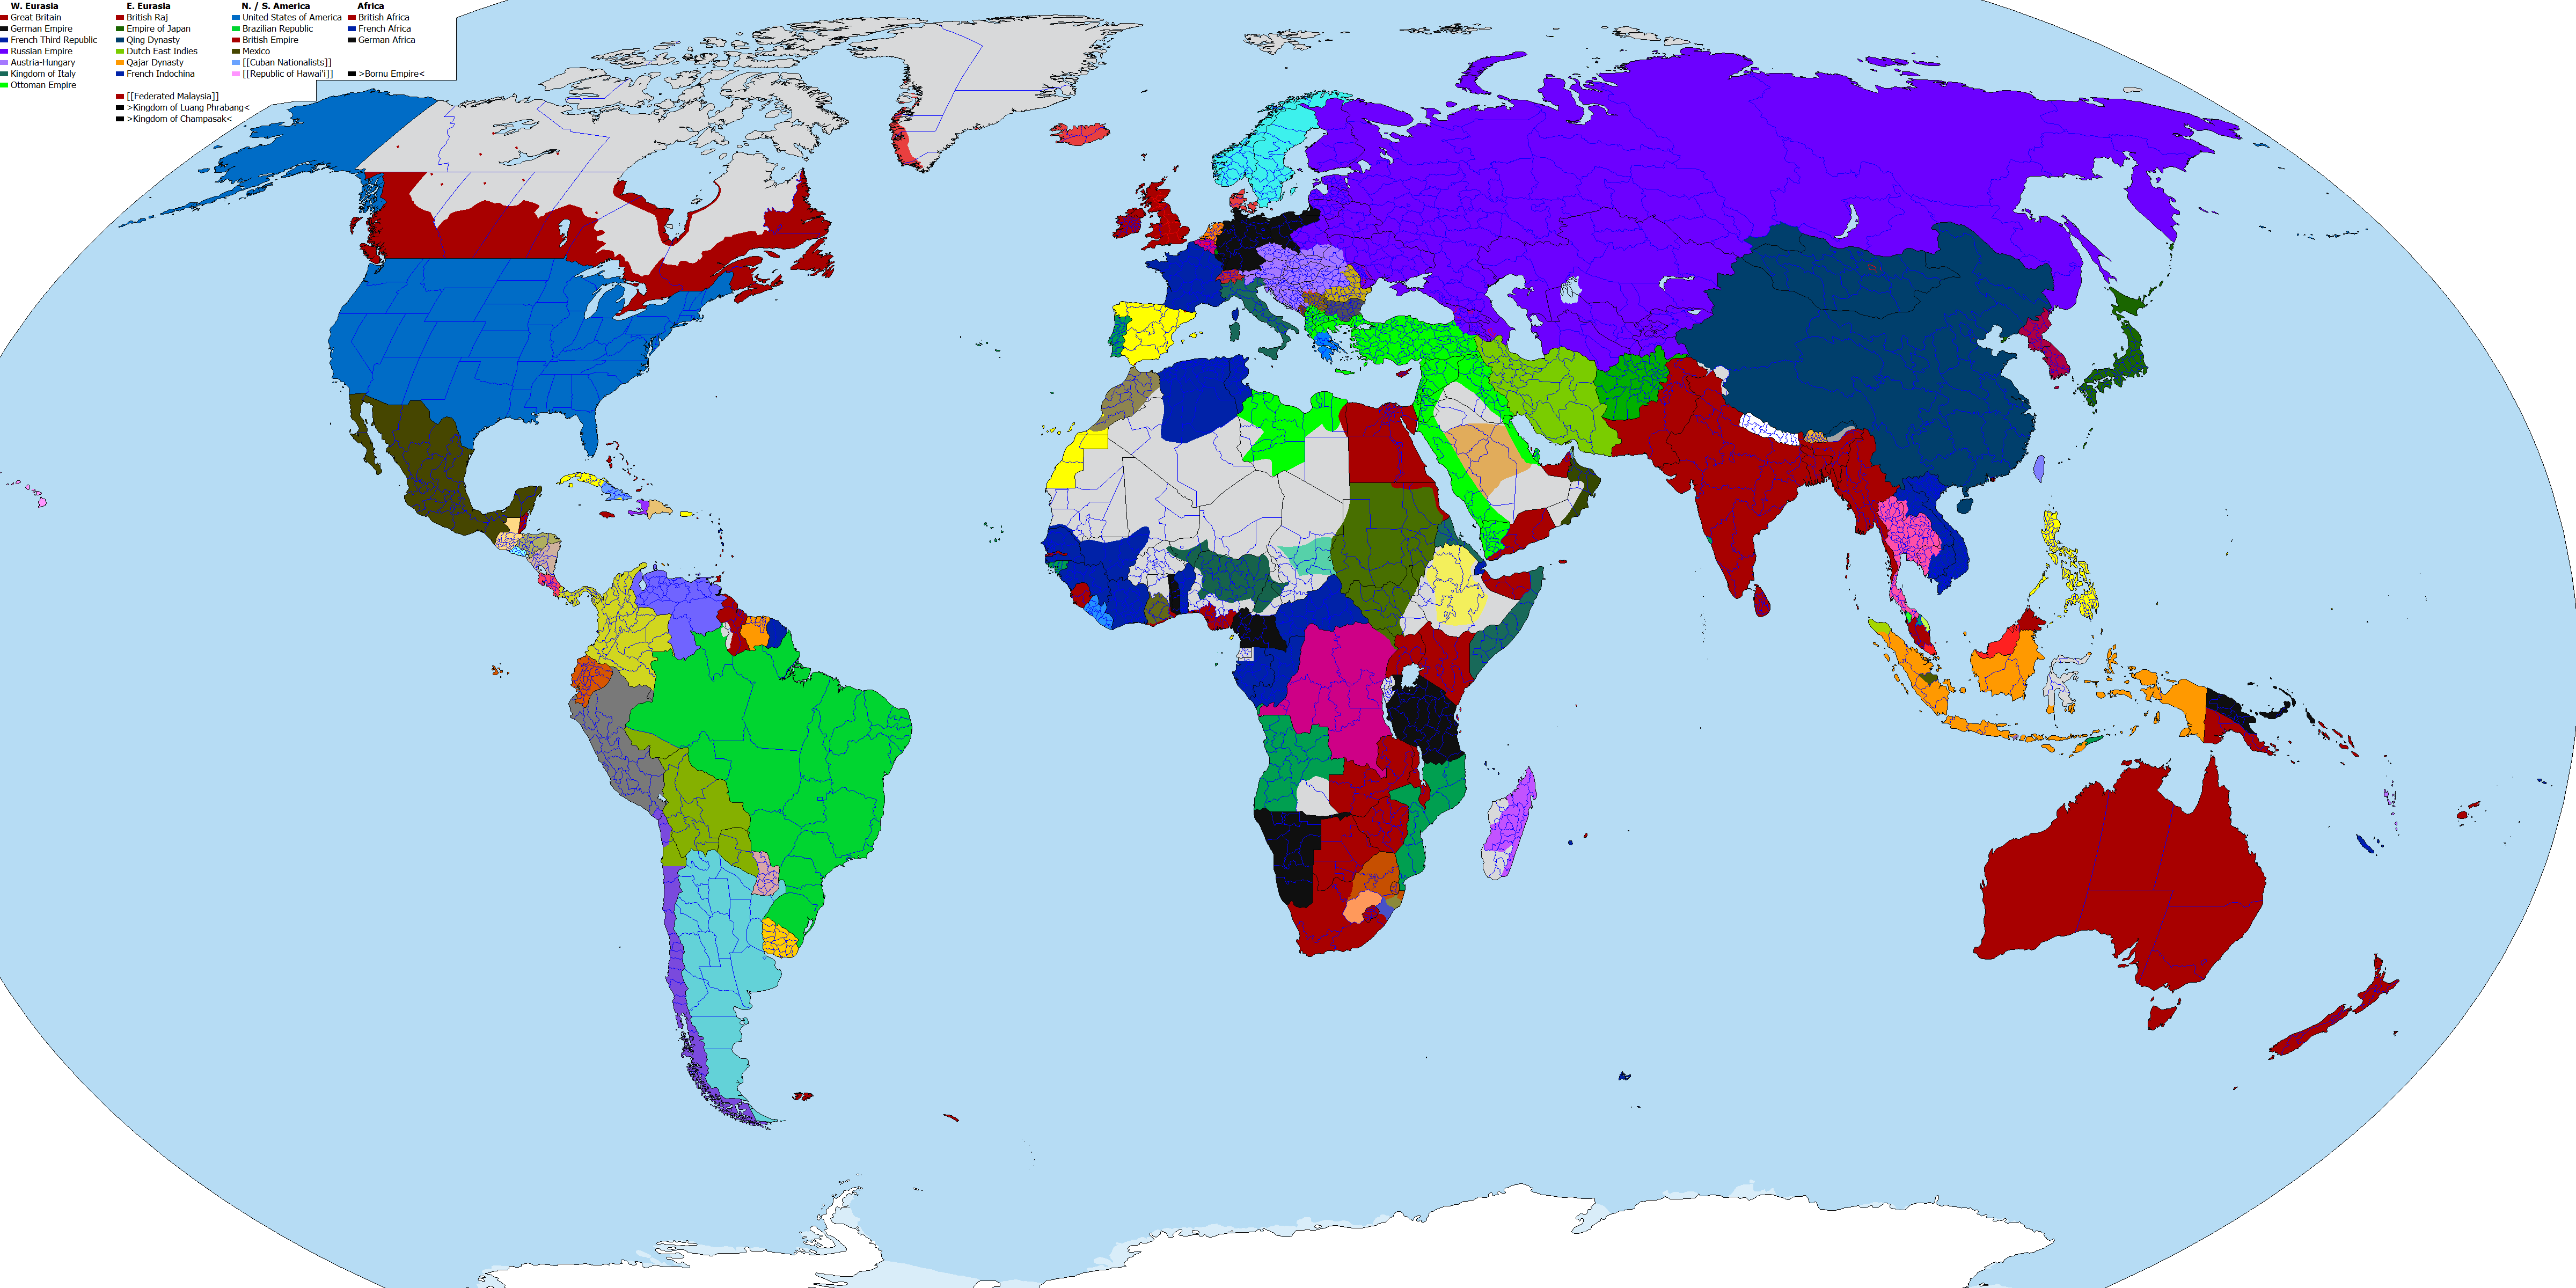 W. Eurasia
Great Britain
German Empire
French Third Republic
Russian Empire
Austria-Hungary
Kingdom of Italy
Ottoman Empire
E. Eurasia
British Raj
Empire of Japan
Qing Dynasty
Dutch East Indies
Qajar Dynasty
French Indochina
[[Federated Malaysia]]
>Kingdom of Luang Phrabang<
>Kingdom of Champasak<
N. / S. America
United States of America
Brazilian Republic
British Empire
Mexico
[[Cuban Nationalists]]
[[Republic of Hawai'i]]
Africa
British Africa
French Africa
German Africa
>Bornu Empire<